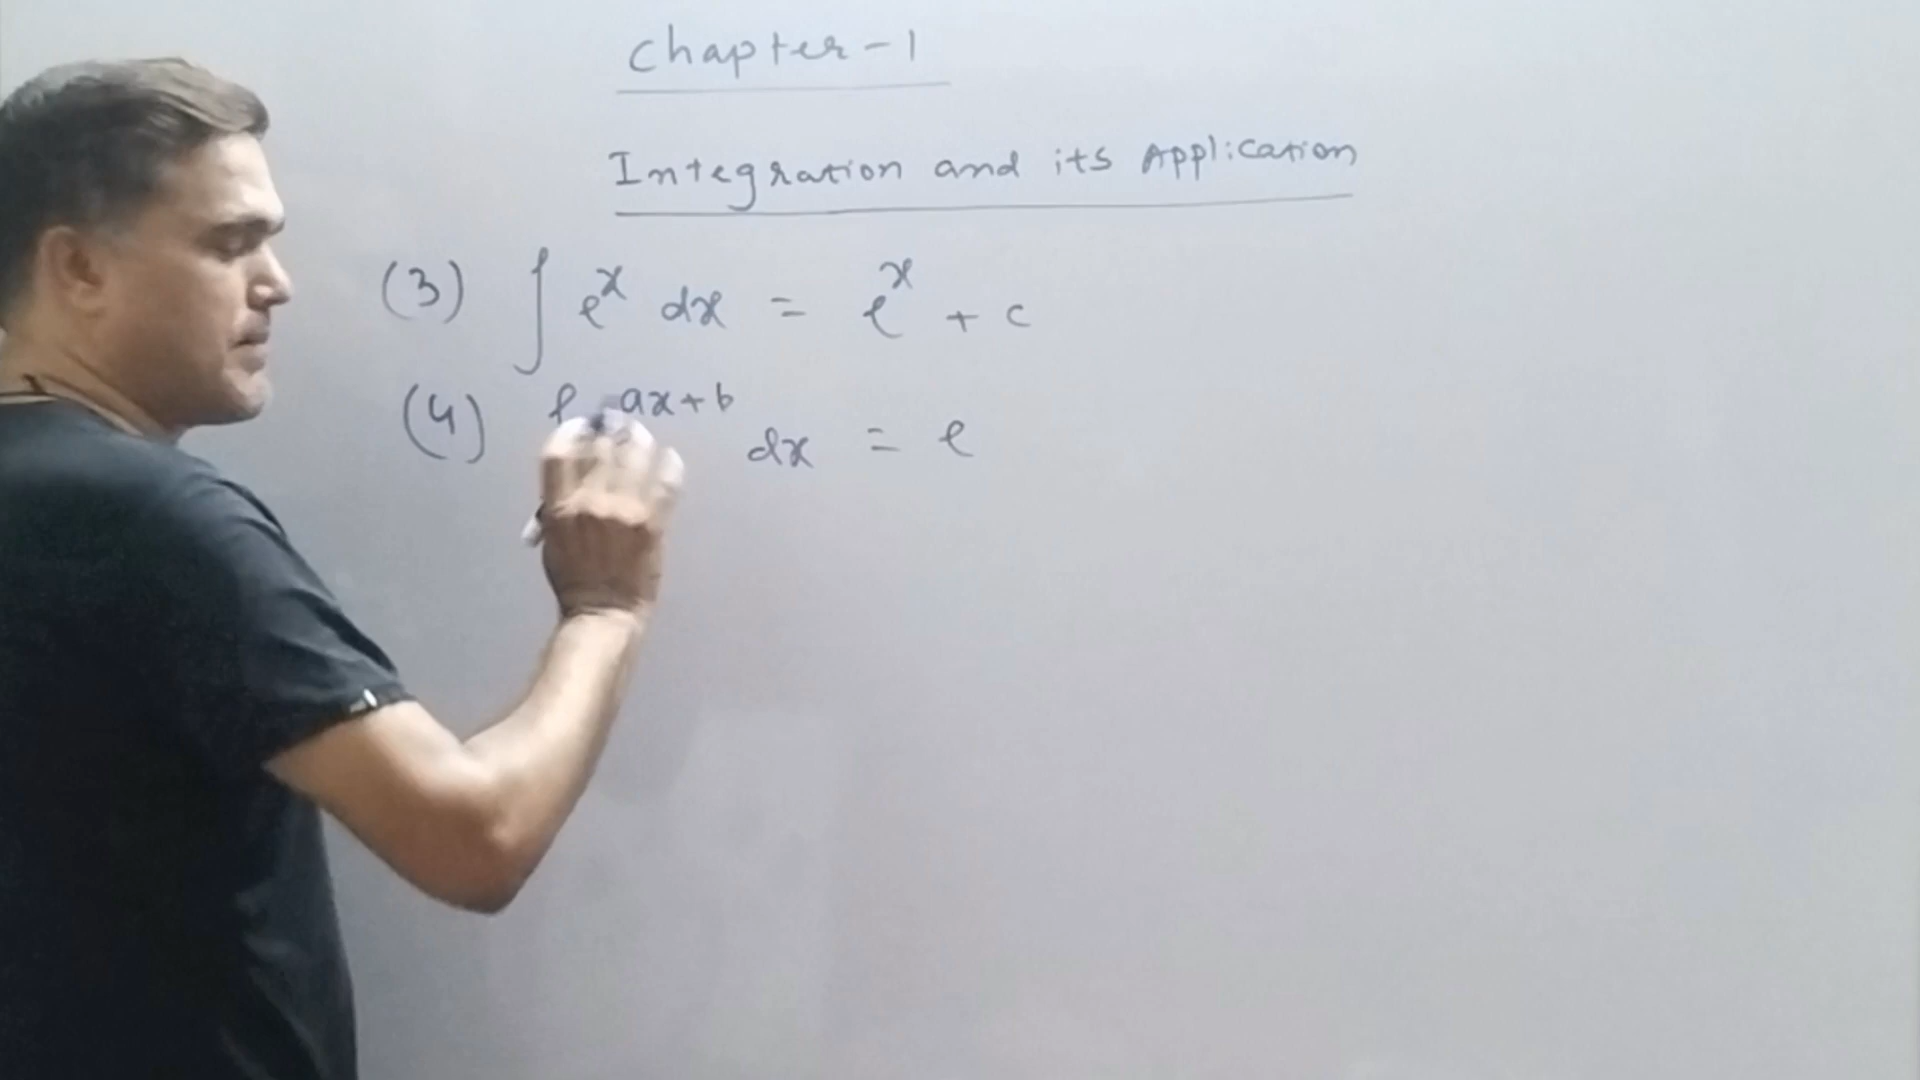 Chapter-1
Integration and its Application
(3) ∫ e^x dx = e^x + c
(4) ∫ ax+b dx = e